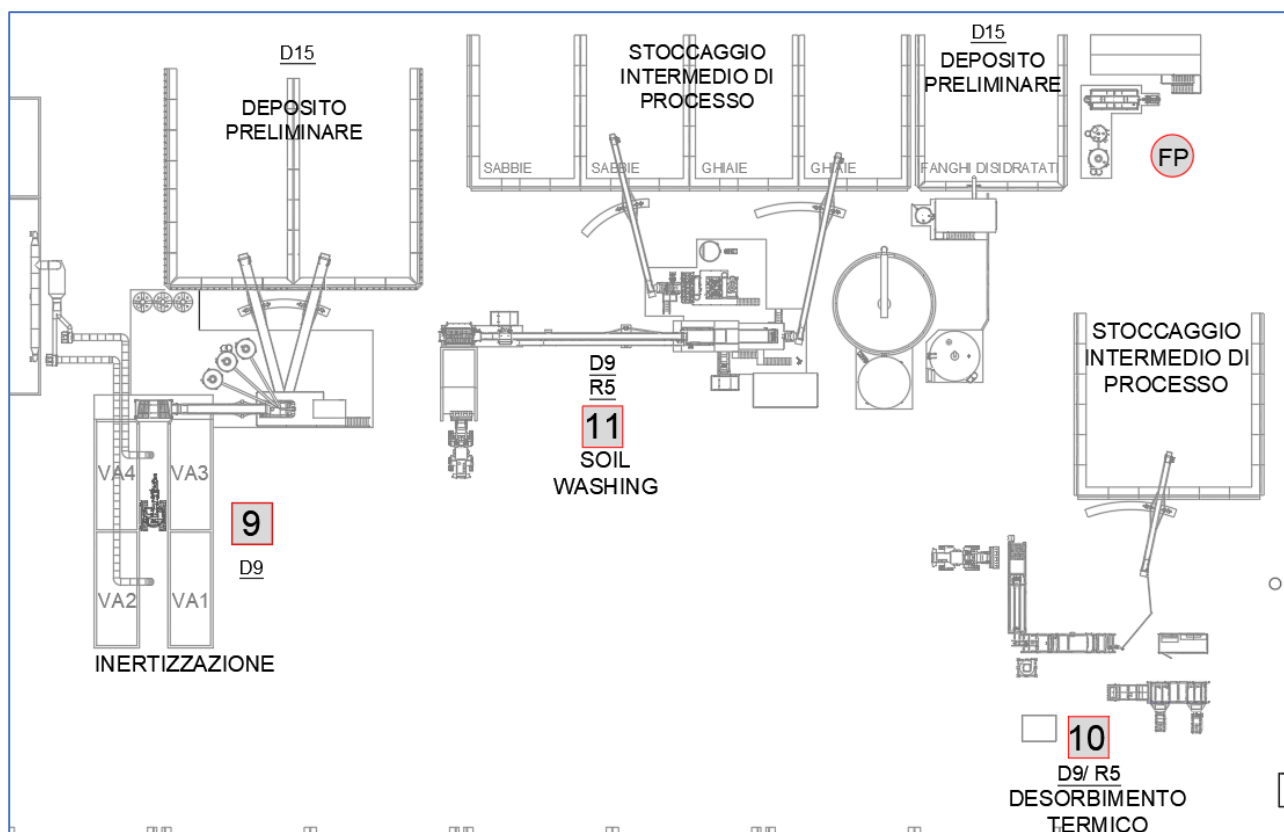 D15
DEPOSITO
PRELIMINARE
STOCCAGGIO
INTERMEDIO DI
PROCESSO
D15
DEPOSITO
PRELIMINARE
SABBIE
SABBIE
GHIAIE
GHIAIE
FANGHI DISIDRATATI
FP
STOCCAGGIO
INTERMEDIO DI
PROCESSO
D9
R5
11
SOIL
WASHING
VA4
VA3
9
D9
VA2
VA1
INERTIZZAZIONE
10
D9/ R5
DESORBIMENTO
TERMICO